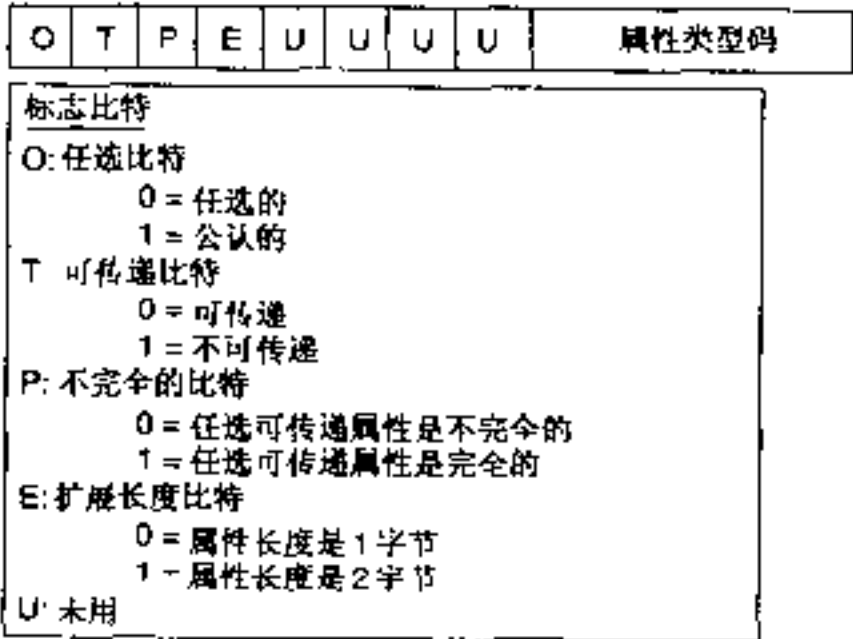 O T P E U U U U 属性类型码
标志比特
O: 任选比特
0 = 任选的
1 = 公认的
T 可传递比特
0 = 可传递
1 = 不可传递
P: 不完全的比特
0 = 任选可传递属性是不完全的
1 = 任选可传递属性是完全的
E: 扩展长度比特
0 = 属性长度是1字节
1 = 属性长度是2字节
U: 未用